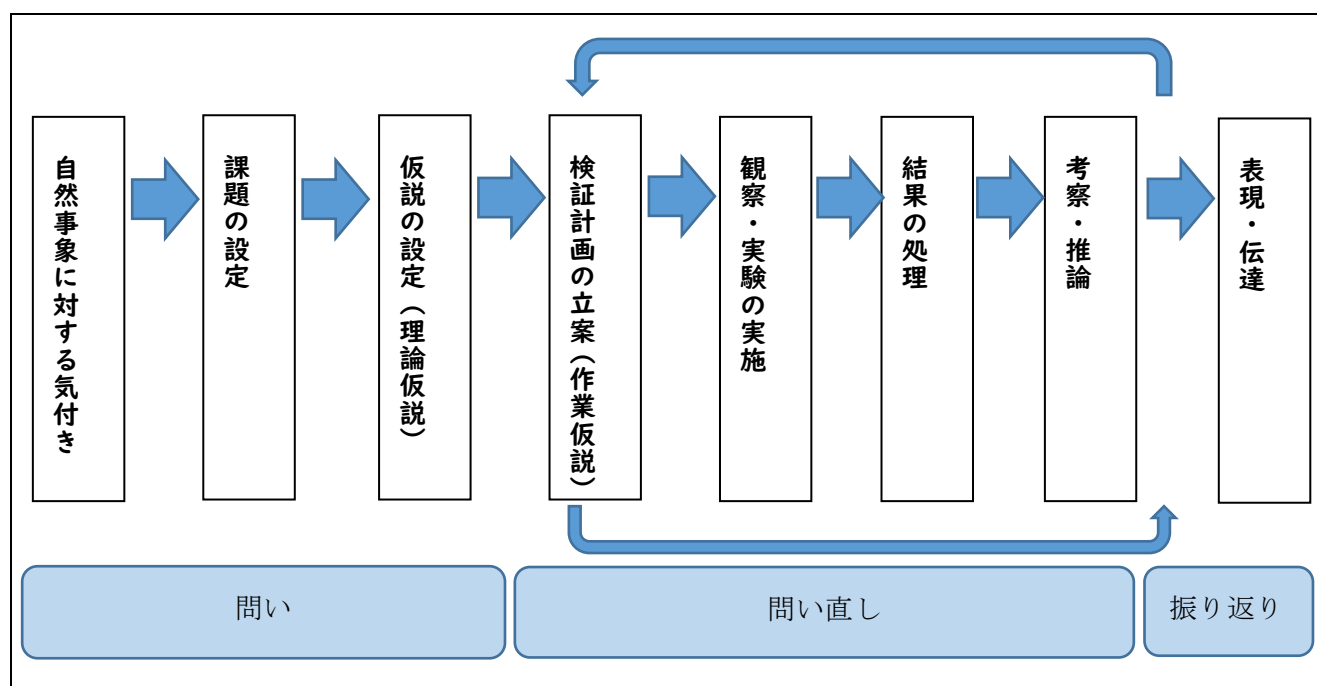 自然事象に対する気付き
課題の設定
仮説の設定（理論仮説）
検証計画の立案（作業仮説）
観察・実験の実施
結果の処理
考察・推論
表現・伝達
問い
問い直し
振り返り